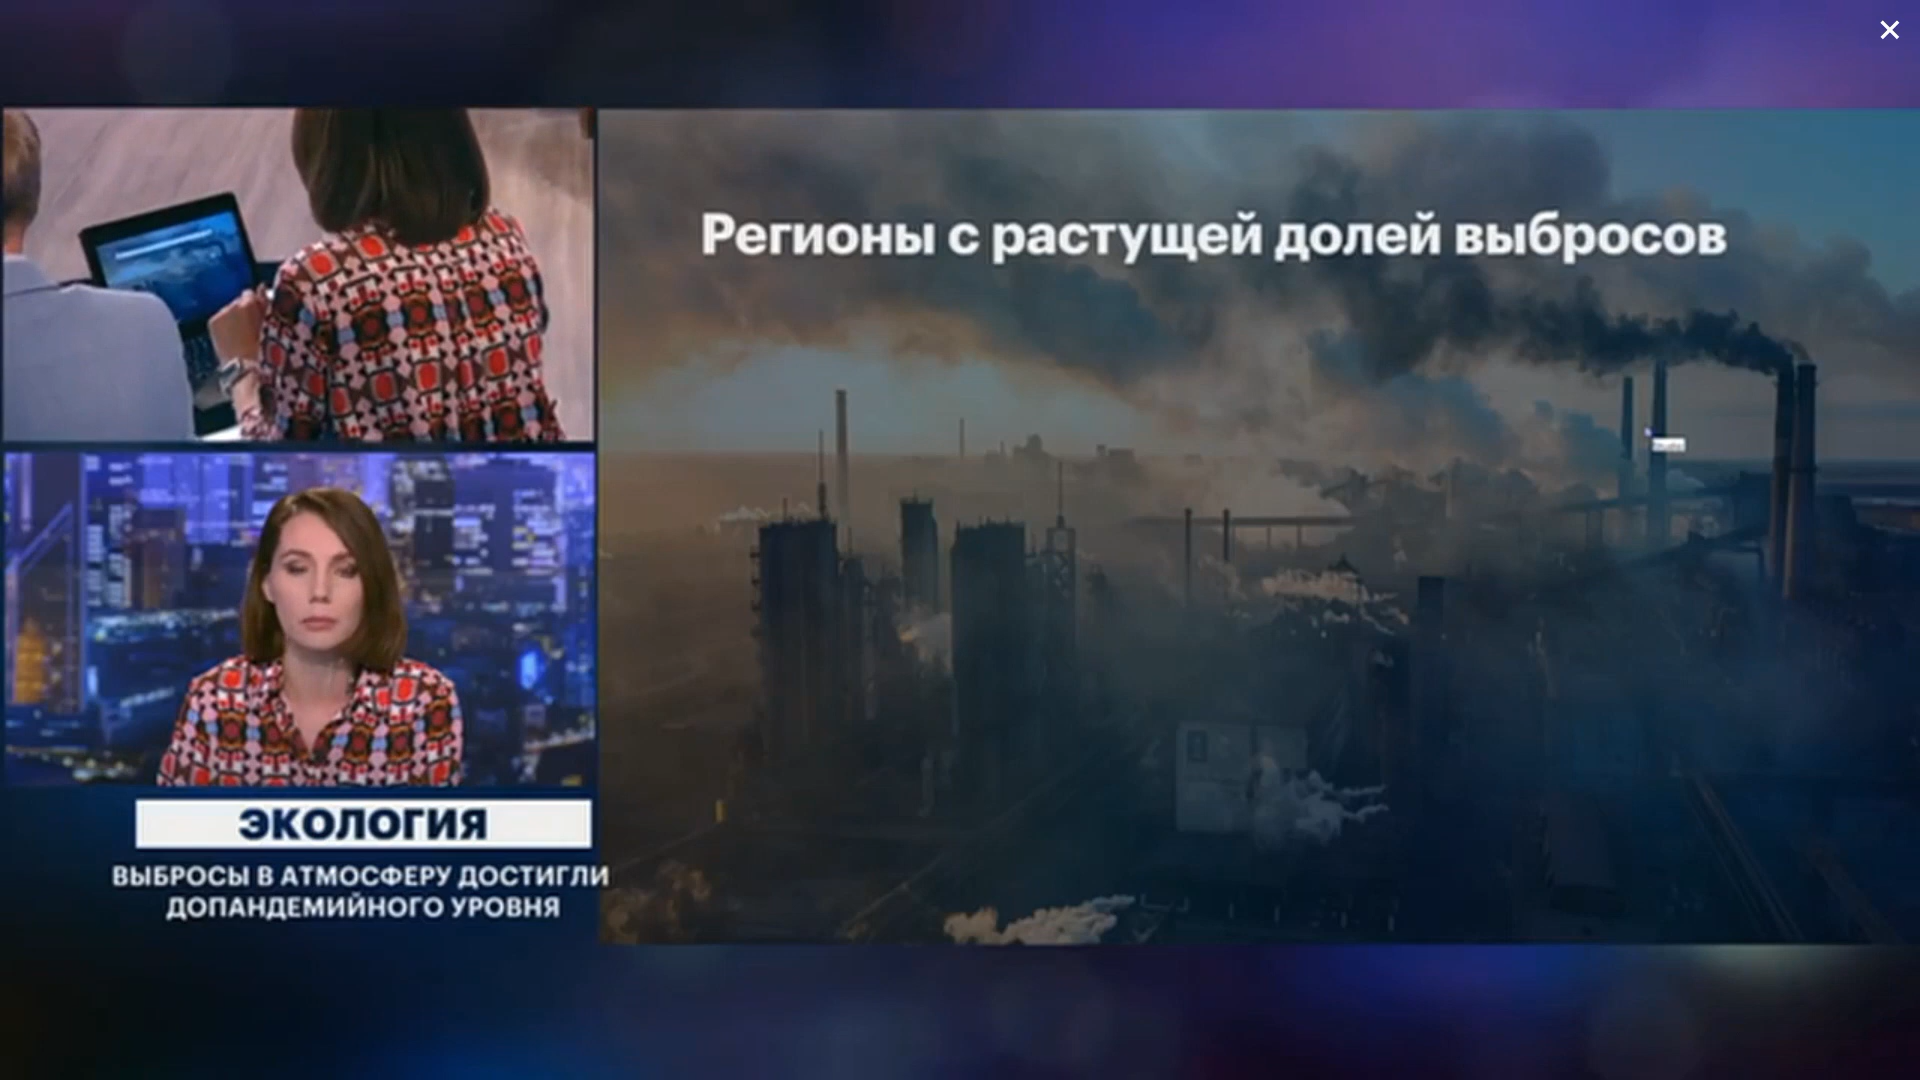 Регионы с растущей долей выбросов
ЭКОЛОГИЯ
ВЫБРОСЫ В АТМОСФЕРУ ДОСТИГЛИ
ДОПАНДЕМИЙНОГО УРОВНЯ